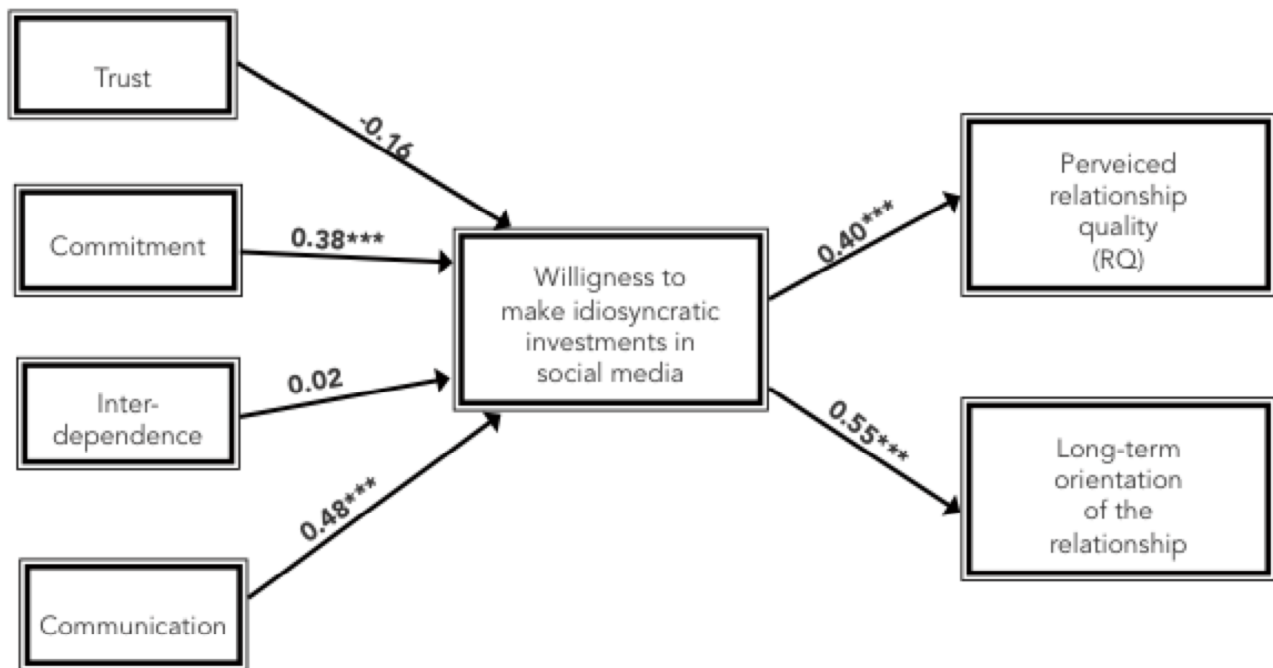 Trust
-0.16
Commitment
0.38***
Inter-
dependence
0.02
Communication
0.48***
Willigness to
make idiosyncratic
investments in
social media
0.40***
Perveiced
relationship
quality
(RQ)
0.55***
Long-term
orientation
of the
relationship